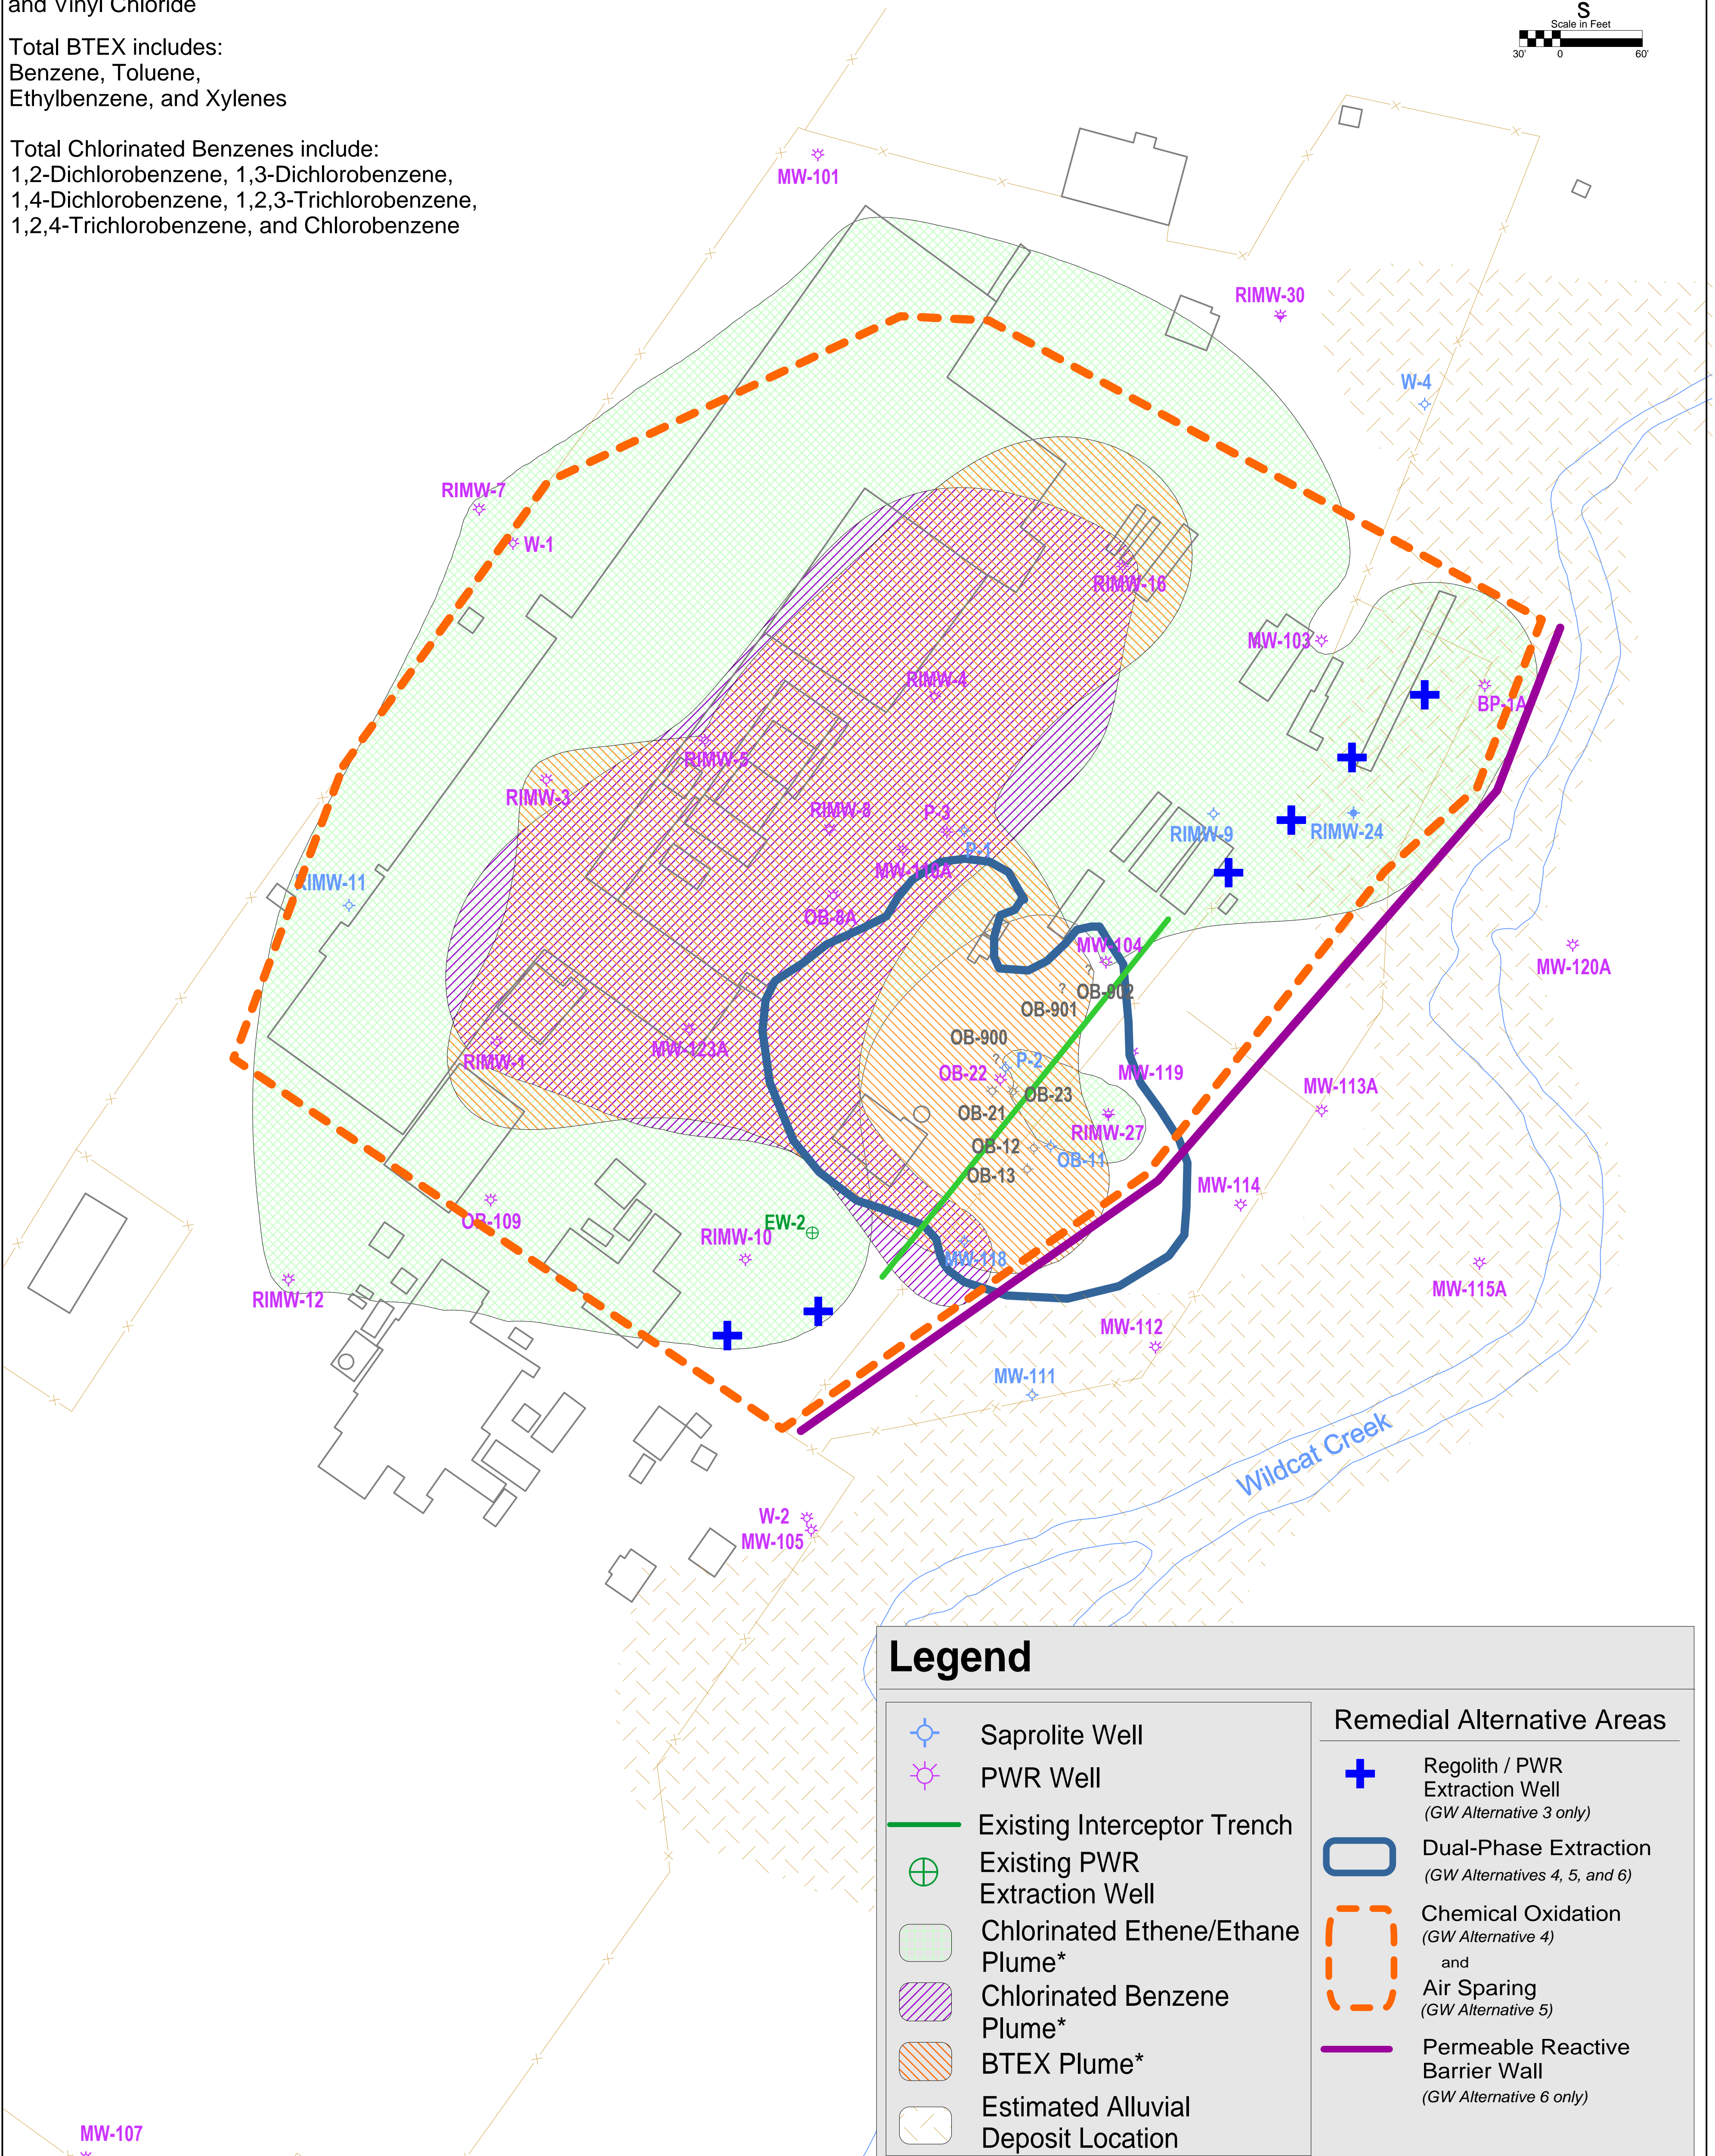 and Vinyl Chloride
Total BTEX includes:
Benzene, Toluene,
Ethylbenzene, and Xylenes
Total Chlorinated Benzenes include:
1,2-Dichlorobenzene, 1,3-Dichlorobenzene,
1,4-Dichlorobenzene, 1,2,3-Trichlorobenzene,
1,2,4-Trichlorobenzene, and Chlorobenzene
S
Scale in Feet
30' 0 60'
MW-101
RIMW-30
W-4
RIMW-7
W-1
RIMW-16
MW-103
RIMW-4
BP-1A
RIMW-5
RIMW-3
RIMW-8
P-3
P-1
RIMW-9
RIMW-24
MW-110A
RIMW-11
OB-8A
MW-104
MW-120A
OB-902
?
OB-901
?
OB-900
?
P-2
RIMW-1
MW-123A
OB-22
MW-119
MW-113A
OB-23
OB-21
RIMW-27
OB-12
OB-11
OB-13
MW-114
OB-109
EW-2
RIMW-10
MW-118
RIMW-12
MW-115A
MW-112
MW-111
Wildcat Creek
W-2
MW-105
MW-107
Legend
Saprolite Well
PWR Well
Existing Interceptor Trench
Existing PWR
Extraction Well
Chlorinated Ethene/Ethane
Plume*
Chlorinated Benzene
Plume*
BTEX Plume*
Estimated Alluvial
Deposit Location
Remedial Alternative Areas
Regolith / PWR
Extraction Well
(GW Alternative 3 only)
Dual-Phase Extraction
(GW Alternatives 4, 5, and 6)
Chemical Oxidation
(GW Alternative 4)
and
Air Sparing
(GW Alternative 5)
Permeable Reactive
Barrier Wall
(GW Alternative 6 only)